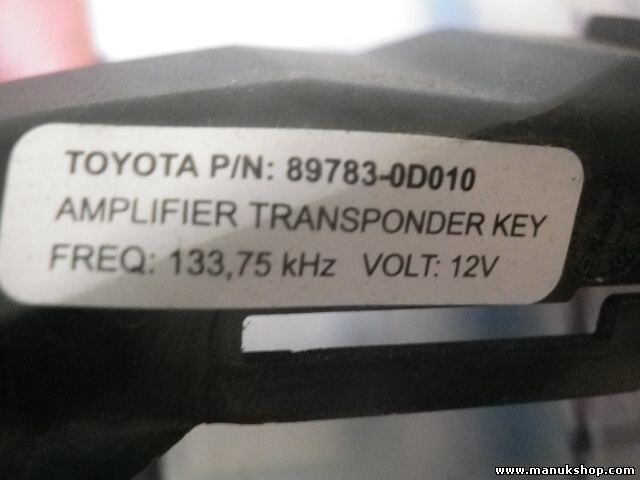 TOYOTA P/N: 89783-0D010
AMPLIFIER TRANSPONDER KEY
FREQ: 133,75 kHz VOLT: 12V
www.manukshop.com